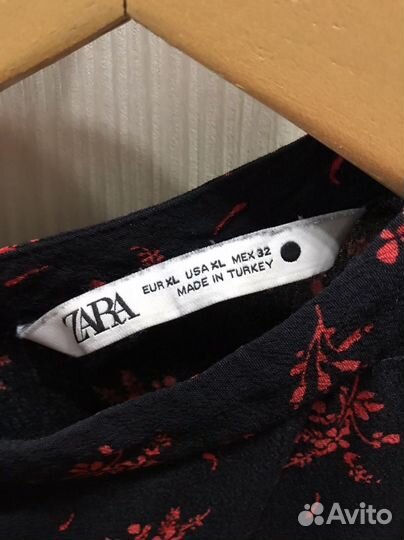 ZARA
EUR XL USA XL MEX 32
MADE IN TURKEY
Avito